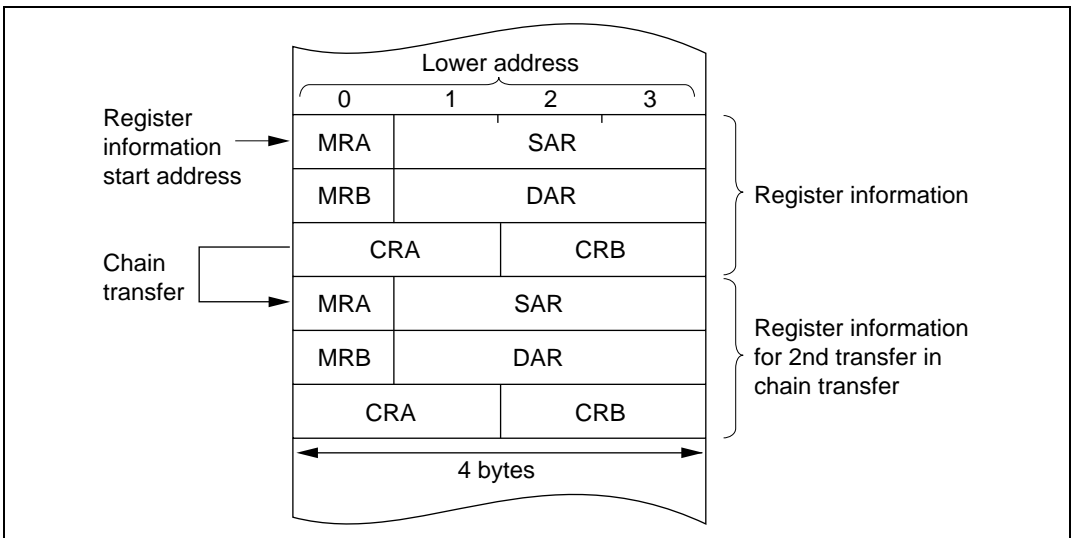 Lower address
0 1 2 3
Register
information
start address
MRA SAR
MRB DAR
CRA CRB
Register information
Chain
transfer
MRA SAR
MRB DAR
CRA CRB
Register information
for 2nd transfer in
chain transfer
4 bytes